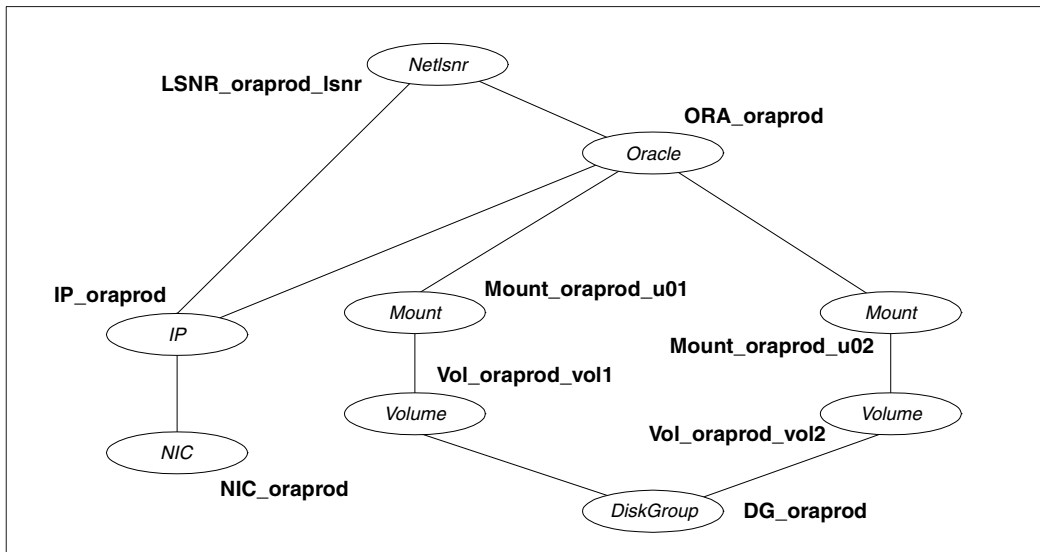 Netlsnr
LSNR_oraprod_lsnr
ORA_oraprod
Oracle
IP_oraprod
Mount_oraprod_u01
IP
Mount
Mount
Mount_oraprod_u02
Vol_oraprod_vol1
Volume
Volume
Vol_oraprod_vol2
NIC
NIC_oraprod
DiskGroup
DG_oraprod